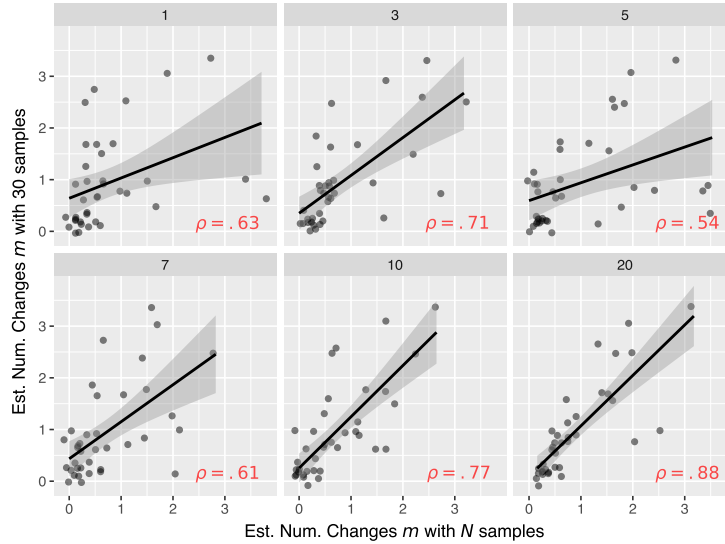 1 3 5
3
2
1
0
ρ = .63 ρ = .71 ρ = .54
7 10 20
3
2
1
0
ρ = .61 ρ = .77 ρ = .88
0 1 2 3 0 1 2 3 0 1 2 3
Est. Num. Changes m with N samples
Est. Num. Changes m with 30 samples